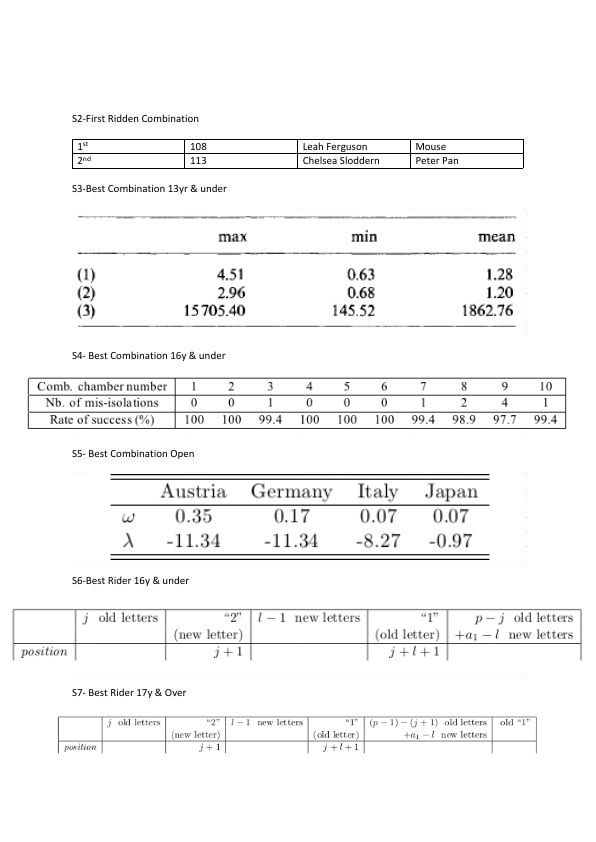 S2-First Ridden Combination
1st 108 Leah Ferguson Mouse
2nd 113 Chelsea Sloddern Peter Pan
S3-Best Combination 13yr & under
max min mean
(1) 4.51 0.63 1.28
(2) 2.96 0.68 1.20
(3) 15705.40 145.52 1862.76
S4- Best Combination 16y & under
Comb. chamber number 1 2 3 4 5 6 7 8 9 10
Nb. of mis-isolations 0 0 1 0 0 0 1 2 4 1
Rate of success (%) 100 100 99.4 100 100 100 99.4 98.9 97.7 99.4
S5- Best Combination Open
Austria Germany Italy Japan
ω 0.35 0.17 0.07 0.07
λ -11.34 -11.34 -8.27 -0.97
S6-Best Rider 16y & under
j old letters "2" l − 1 new letters "1" p − j old letters
(new letter) (old letter) +a₁ − l new letters
position j + 1 j + l + 1
S7- Best Rider 17y & Over
j old letters "2" l − 1 new letters "1" (p − 1) − (j + 1) old letters old "1"
(new letter) (old letter) +a₁ − l new letters
position j + 1 j + l + 1